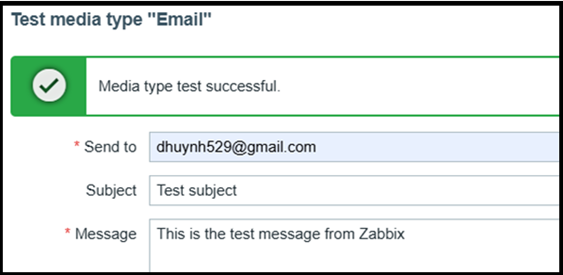 Test media type "Email"
Media type test successful.
* Send to dhuynh529@gmail.com
Subject Test subject
* Message This is the test message from Zabbix